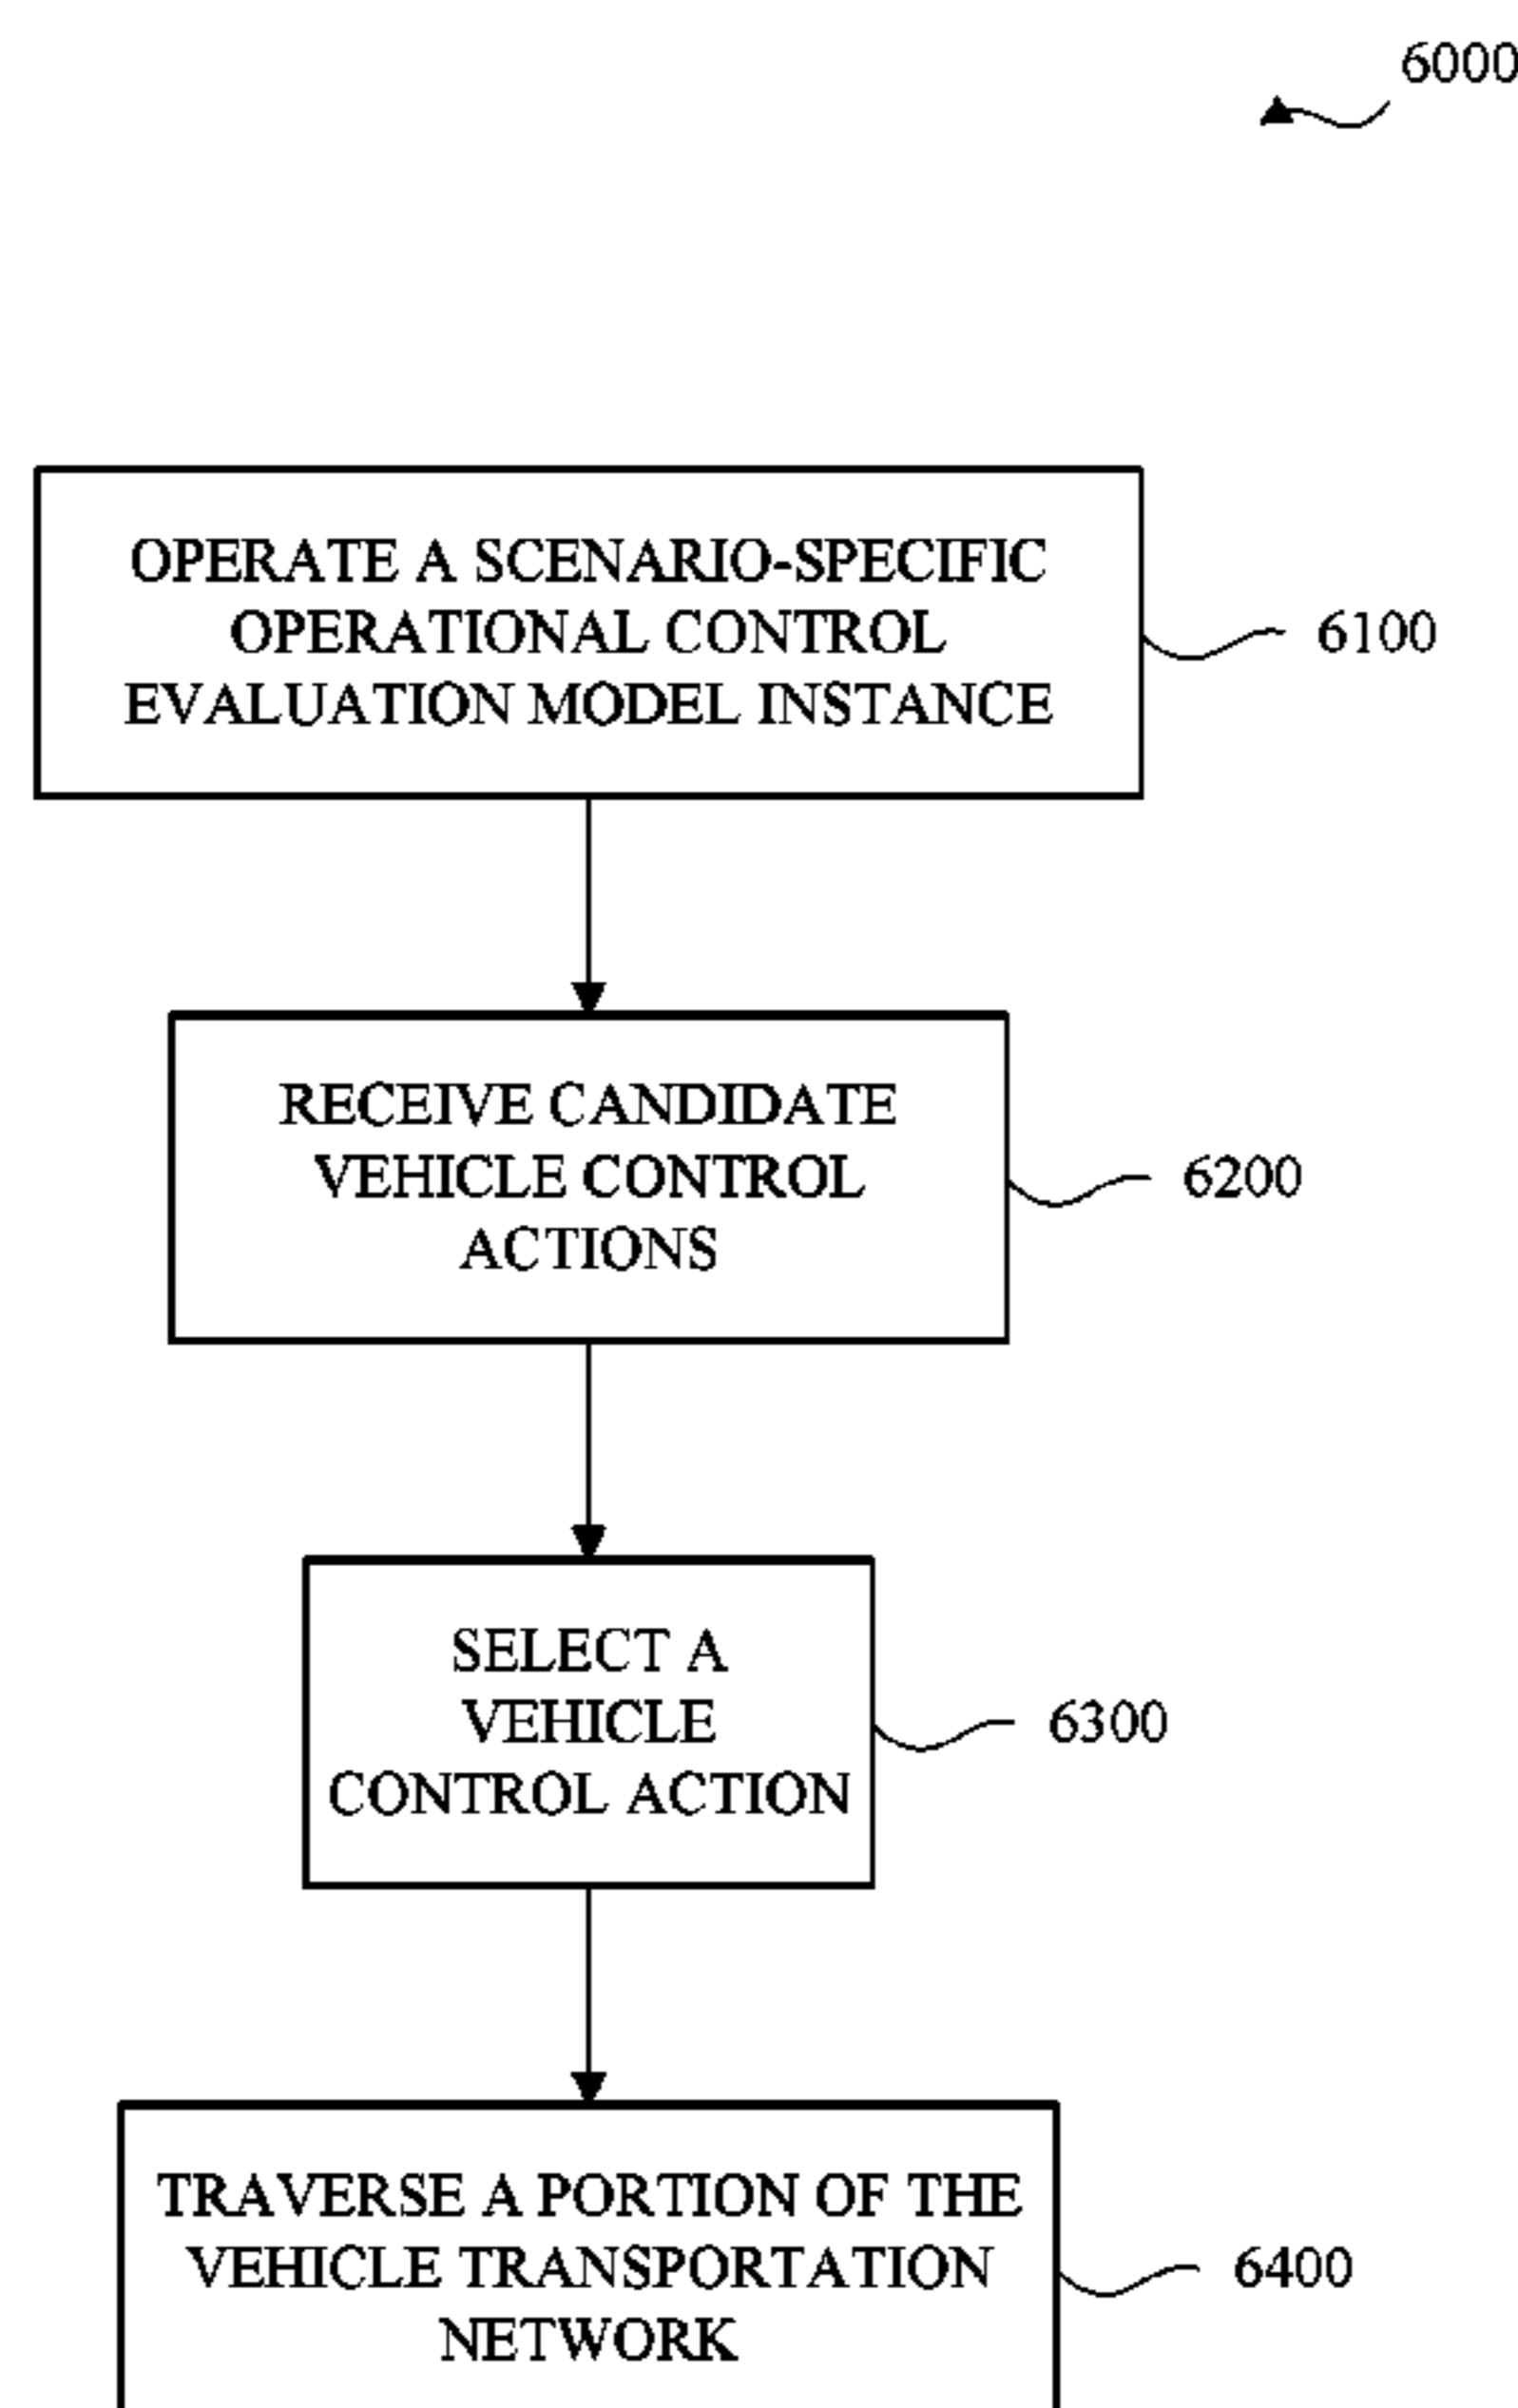 6000
OPERATE A SCENARIO-SPECIFIC
OPERATIONAL CONTROL
EVALUATION MODEL INSTANCE
6100
RECEIVE CANDIDATE
VEHICLE CONTROL
ACTIONS
6200
SELECT A
VEHICLE
CONTROL ACTION
6300
TRAVERSE A PORTION OF THE
VEHICLE TRANSPORTATION
NETWORK
6400